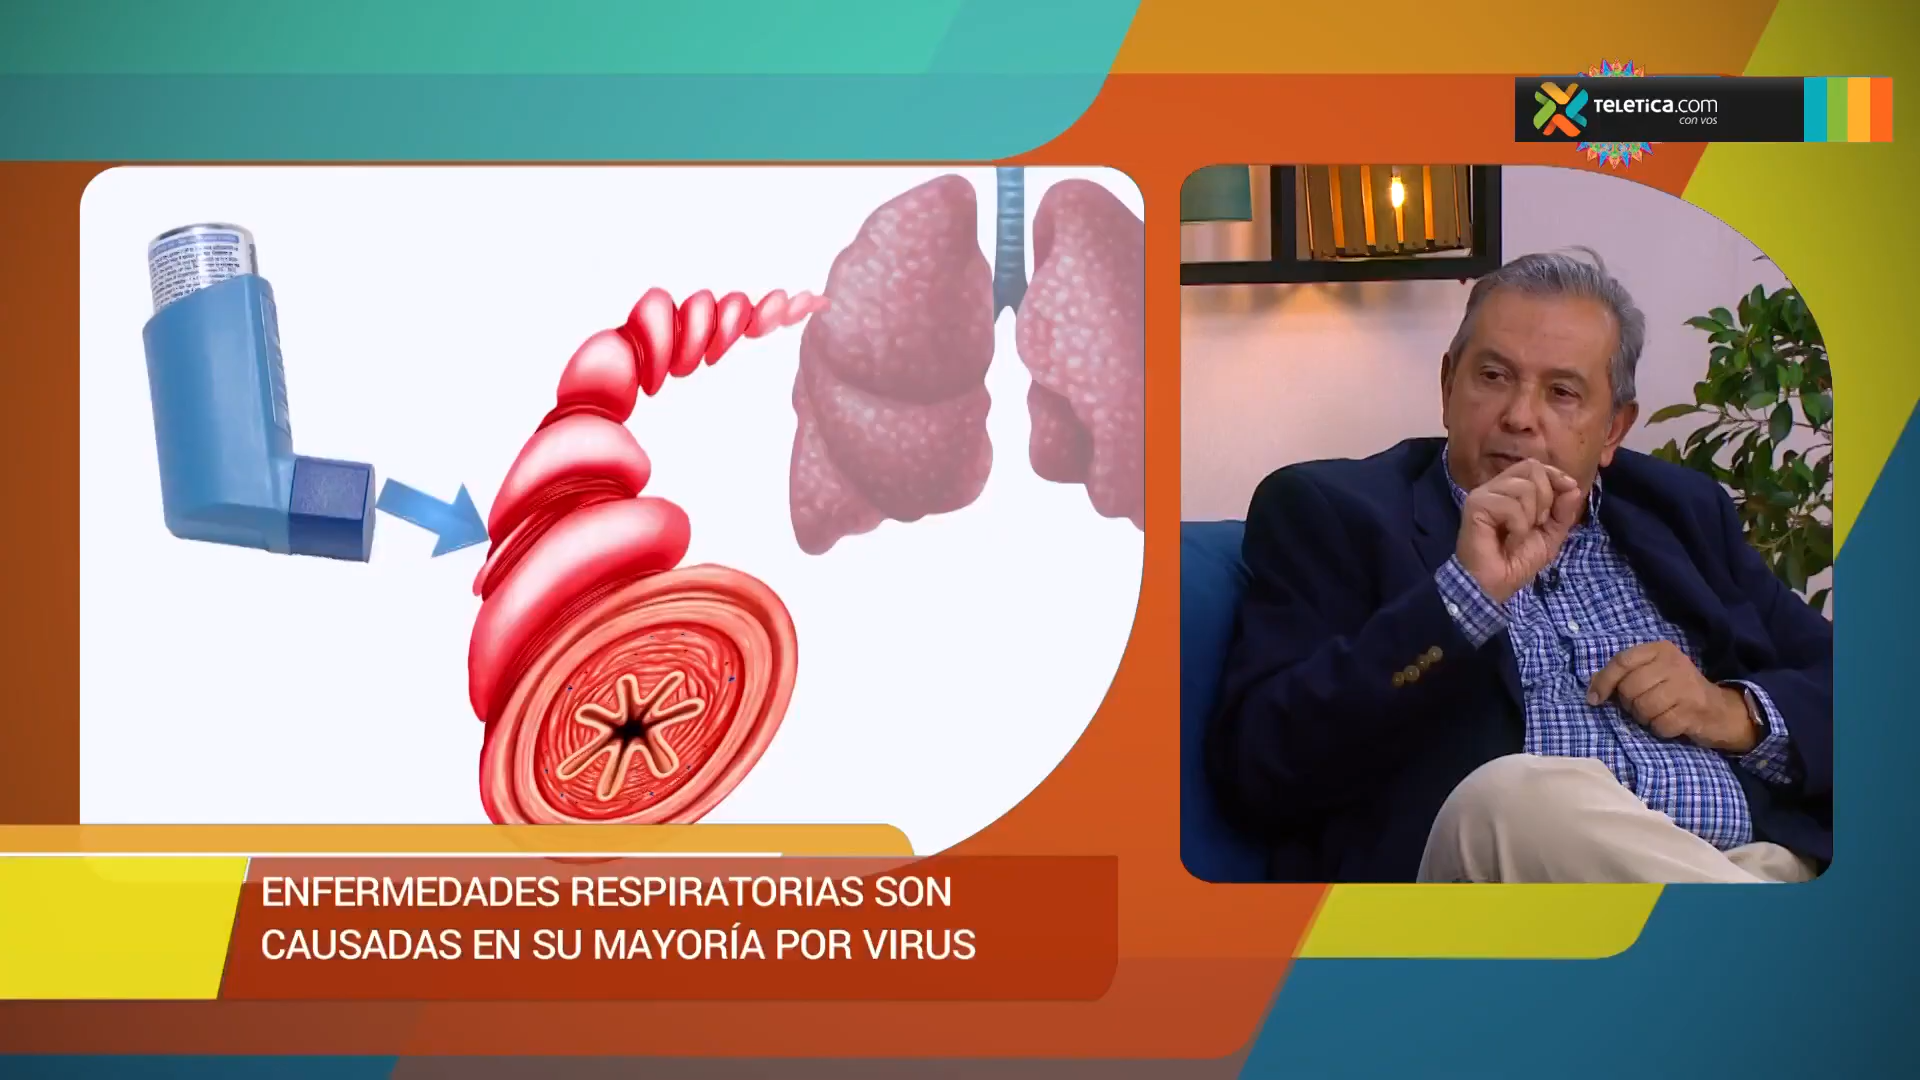 TELETICA.com
con vos
ENFERMEDADES RESPIRATORIAS SON
CAUSADAS EN SU MAYORÍA POR VIRUS